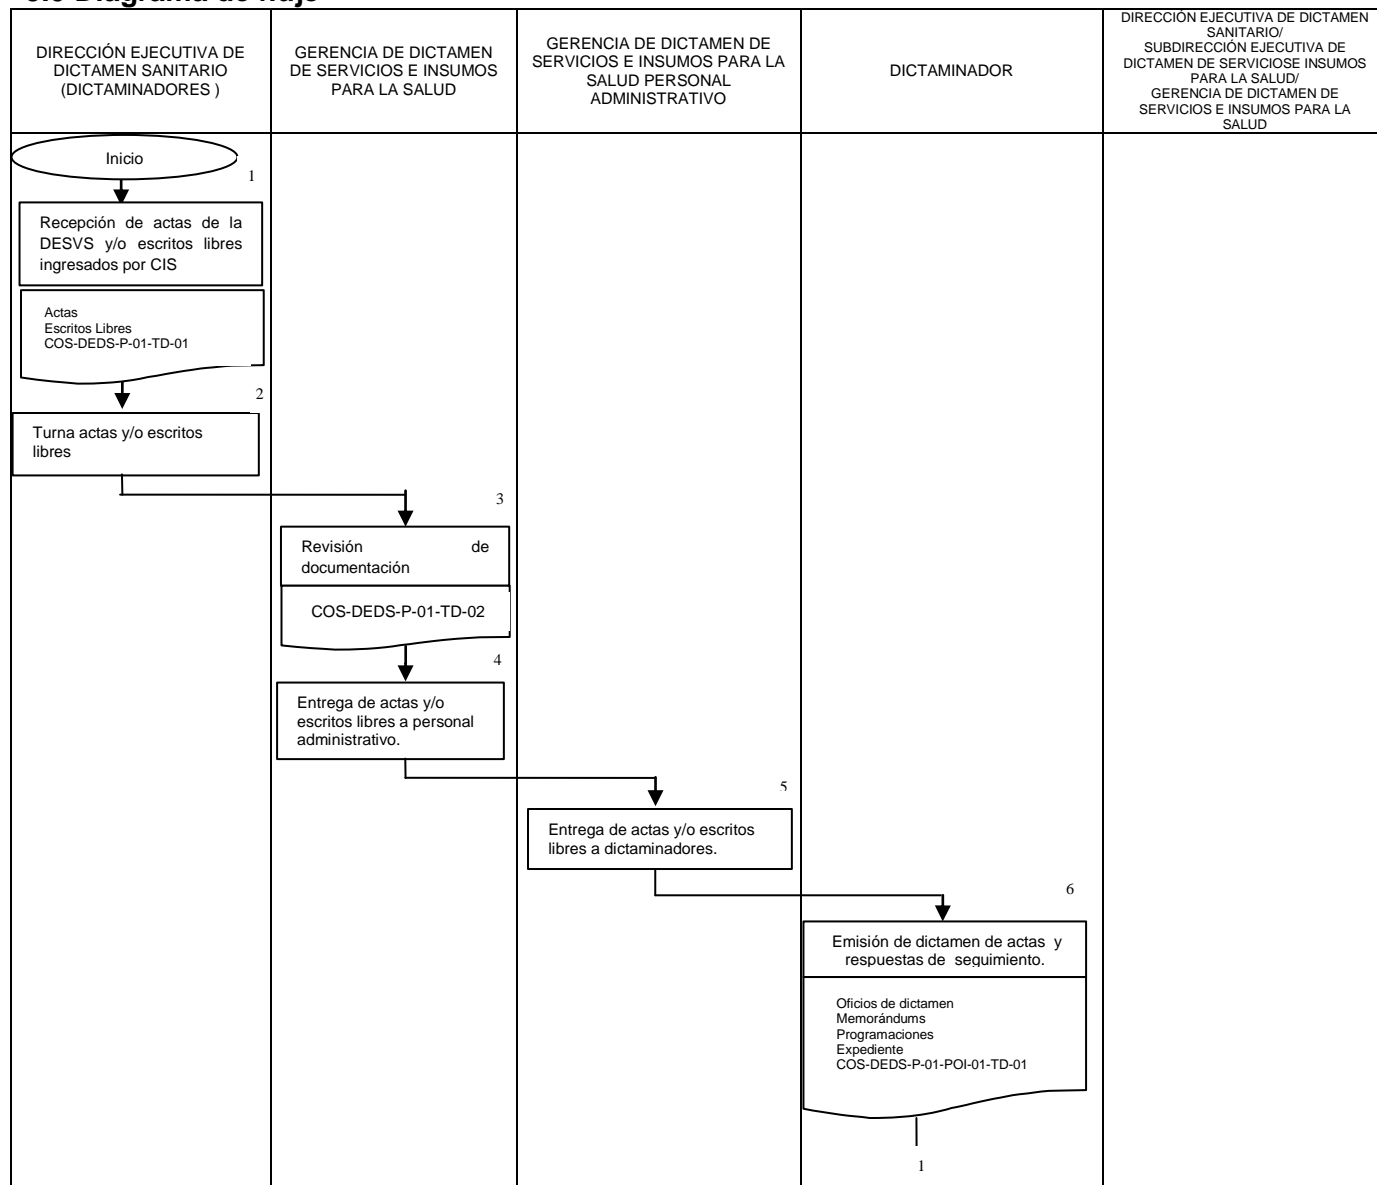 DIRECCIÓN EJECUTIVA DE
DICTAMEN SANITARIO
(DICTAMINADORES )
GERENCIA DE DICTAMEN
DE SERVICIOS E INSUMOS
PARA LA SALUD
GERENCIA DE DICTAMEN DE
SERVICIOS E INSUMOS PARA LA
SALUD PERSONAL
ADMINISTRATIVO
DICTAMINADOR
DIRECCIÓN EJECUTIVA DE DICTAMEN
SANITARIO/
SUBDIRECCIÓN EJECUTIVA DE
DICTAMEN DE SERVICIOSE INSUMOS
PARA LA SALUD/
GERENCIA DE DICTAMEN DE
SERVICIOS E INSUMOS PARA LA
SALUD
Inicio
1
Recepción de actas de la
DESVS y/o escritos libres
ingresados por CIS
Actas
Escritos Libres
COS-DEDS-P-01-TD-01
2
Turna actas y/o escritos
libres
3
Revisión de
documentación
COS-DEDS-P-01-TD-02
4
Entrega de actas y/o
escritos libres a personal
administrativo.
5
Entrega de actas y/o escritos
libres a dictaminadores.
6
Emisión de dictamen de actas y
respuestas de seguimiento.
Oficios de dictamen
Memorándums
Programaciones
Expediente
COS-DEDS-P-01-POI-01-TD-01
1